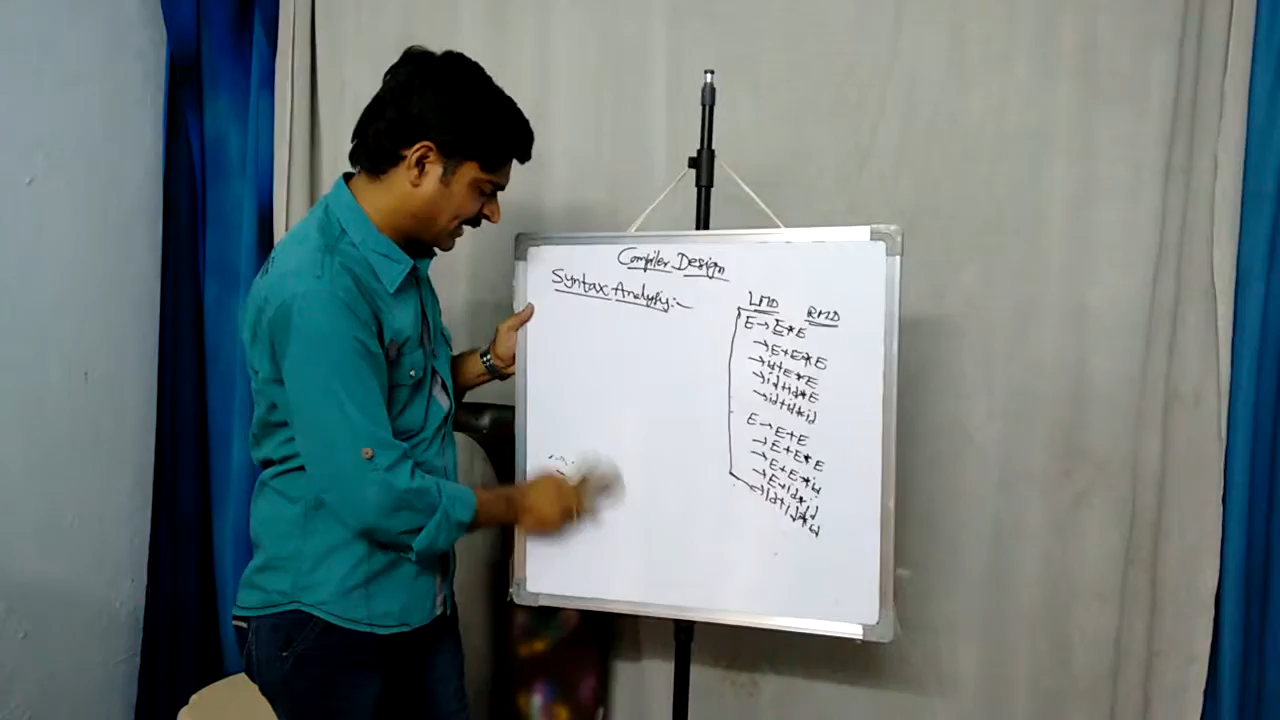 Compiler Design
Syntax Analysis:-
LMD RMD
E→E*E
→E+E*E
→id+E*E
→id+id*E
→id+id*id
E→E+E
→E+E*E
→E+E*id
→E+id*id
→id+id*id